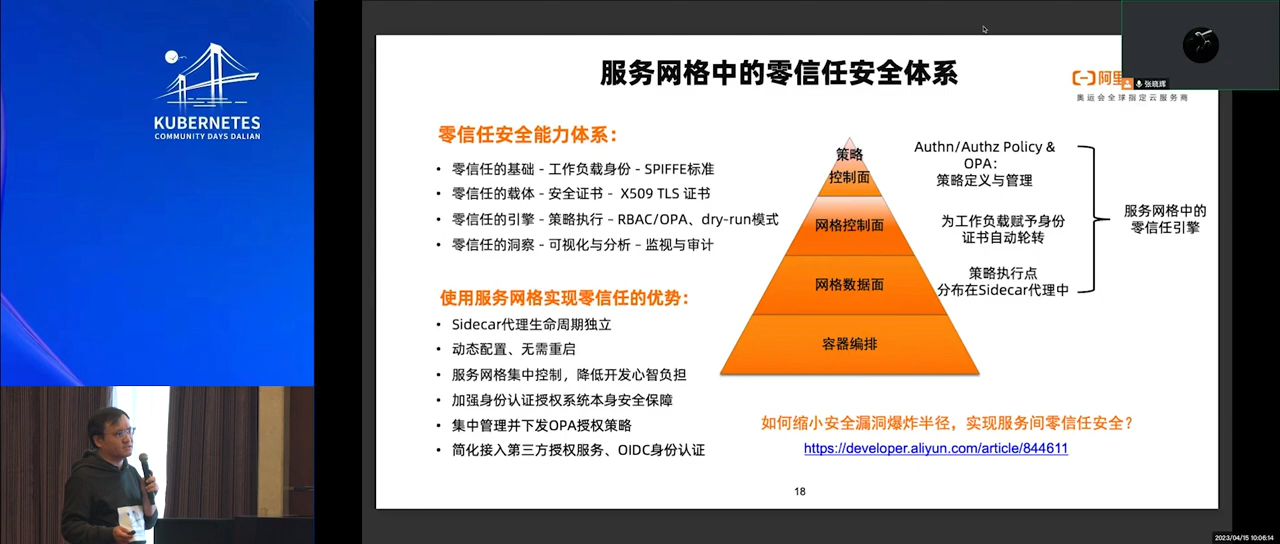 KUBERNETES
COMMUNITY DAYS DALIAN
服务网格中的零信任安全体系
阿里
张晓辉
奥运会全球指定云服务商
零信任安全能力体系：
• 零信任的基础 - 工作负载身份 - SPIFFE标准
• 零信任的载体 - 安全证书 - X509 TLS 证书
• 零信任的引擎 - 策略执行 - RBAC/OPA、dry-run模式
• 零信任的洞察 - 可视化与分析 - 监视与审计
使用服务网格实现零信任的优势：
• Sidecar代理生命周期独立
• 动态配置、无需重启
• 服务网格集中控制，降低开发心智负担
• 加强身份认证授权系统本身安全保障
• 集中管理并下发OPA授权策略
• 简化接入第三方授权服务、OIDC身份认证
策略
控制面
网格控制面
网格数据面
容器编排
Authn/Authz Policy &
OPA：
策略定义与管理
为工作负载赋予身份
证书自动轮转
策略执行点
分布在Sidecar代理中
服务网格中的
零信任引擎
如何缩小安全漏洞爆炸半径，实现服务间零信任安全？
https://developer.aliyun.com/article/844611
18
2023/04/15 10:06:14